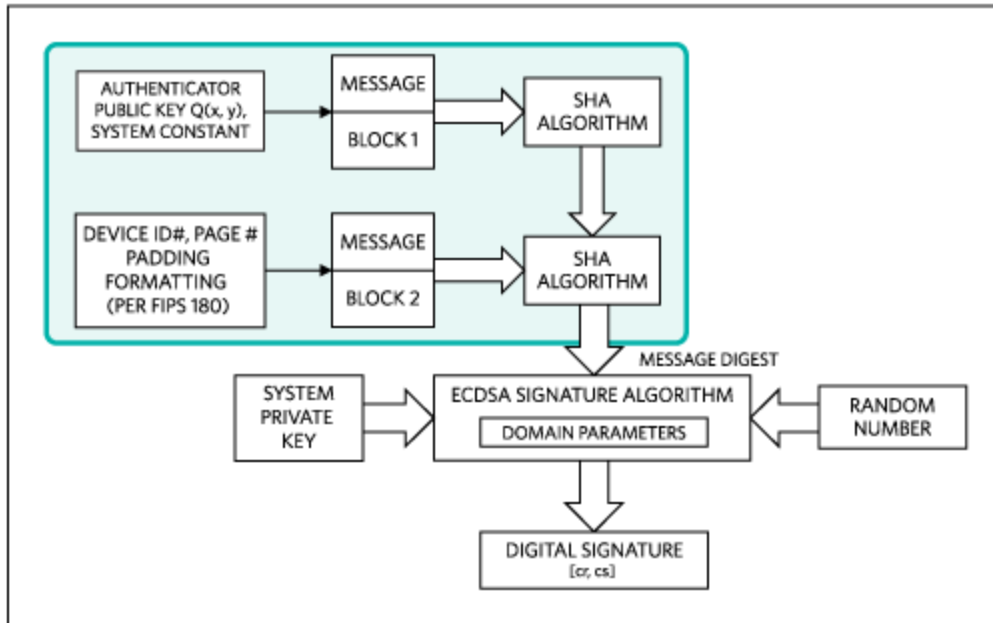 AUTHENTICATOR
PUBLIC KEY Q(x, y),
SYSTEM CONSTANT
MESSAGE
BLOCK 1
SHA
ALGORITHM
DEVICE ID#, PAGE #
PADDING
FORMATTING
(PER FIPS 180)
MESSAGE
BLOCK 2
SHA
ALGORITHM
MESSAGE DIGEST
SYSTEM
PRIVATE
KEY
ECDSA SIGNATURE ALGORITHM
DOMAIN PARAMETERS
RANDOM
NUMBER
DIGITAL SIGNATURE
[cr, cs]